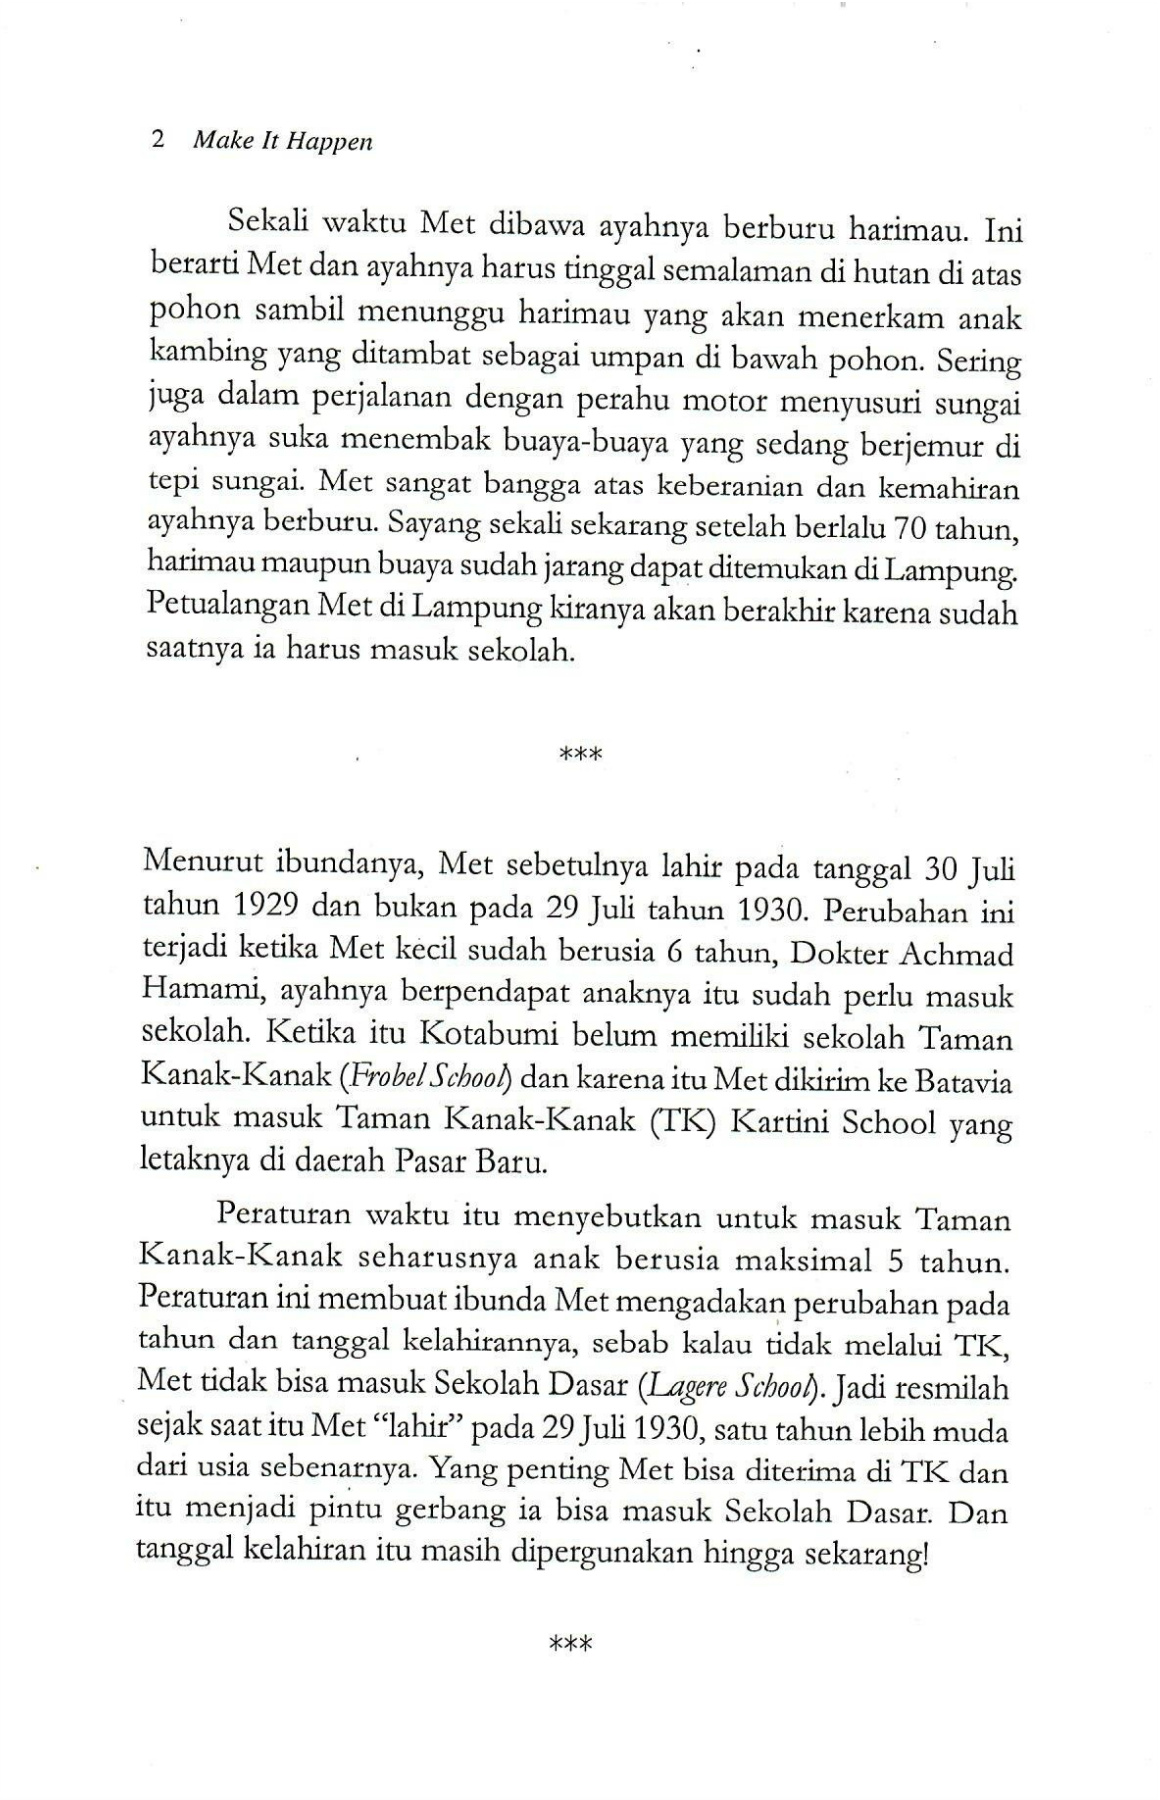 2 Make It Happen
Sekali waktu Met dibawa ayahnya berburu harimau. Ini
berarti Met dan ayahnya harus tinggal semalaman di hutan di atas
pohon sambil menunggu harimau yang akan menerkam anak
kambing yang ditambat sebagai umpan di bawah pohon. Sering
juga dalam perjalanan dengan perahu motor menyusuri sungai
ayahnya suka menembak buaya-buaya yang sedang berjemur di
tepi sungai. Met sangat bangga atas keberanian dan kemahiran
ayahnya berburu. Sayang sekali sekarang setelah berlalu 70 tahun,
harimau maupun buaya sudah jarang dapat ditemukan di Lampung.
Petualangan Met di Lampung kiranya akan berakhir karena sudah
saatnya ia harus masuk sekolah.
***
Menurut ibundanya, Met sebetulnya lahir pada tanggal 30 Juli
tahun 1929 dan bukan pada 29 Juli tahun 1930. Perubahan ini
terjadi ketika Met kecil sudah berusia 6 tahun, Dokter Achmad
Hamami, ayahnya berpendapat anaknya itu sudah perlu masuk
sekolah. Ketika itu Kotabumi belum memiliki sekolah Taman
Kanak-Kanak (Frobel School) dan karena itu Met dikirim ke Batavia
untuk masuk Taman Kanak-Kanak (TK) Kartini School yang
letaknya di daerah Pasar Baru.
Peraturan waktu itu menyebutkan untuk masuk Taman
Kanak-Kanak seharusnya anak berusia maksimal 5 tahun.
Peraturan ini membuat ibunda Met mengadakan perubahan pada
tahun dan tanggal kelahirannya, sebab kalau tidak melalui TK,
Met tidak bisa masuk Sekolah Dasar (Lagere School). Jadi resmilah
sejak saat itu Met “lahir” pada 29 Juli 1930, satu tahun lebih muda
dari usia sebenarnya. Yang penting Met bisa diterima di TK dan
itu menjadi pintu gerbang ia bisa masuk Sekolah Dasar. Dan
tanggal kelahiran itu masih dipergunakan hingga sekarang!
***